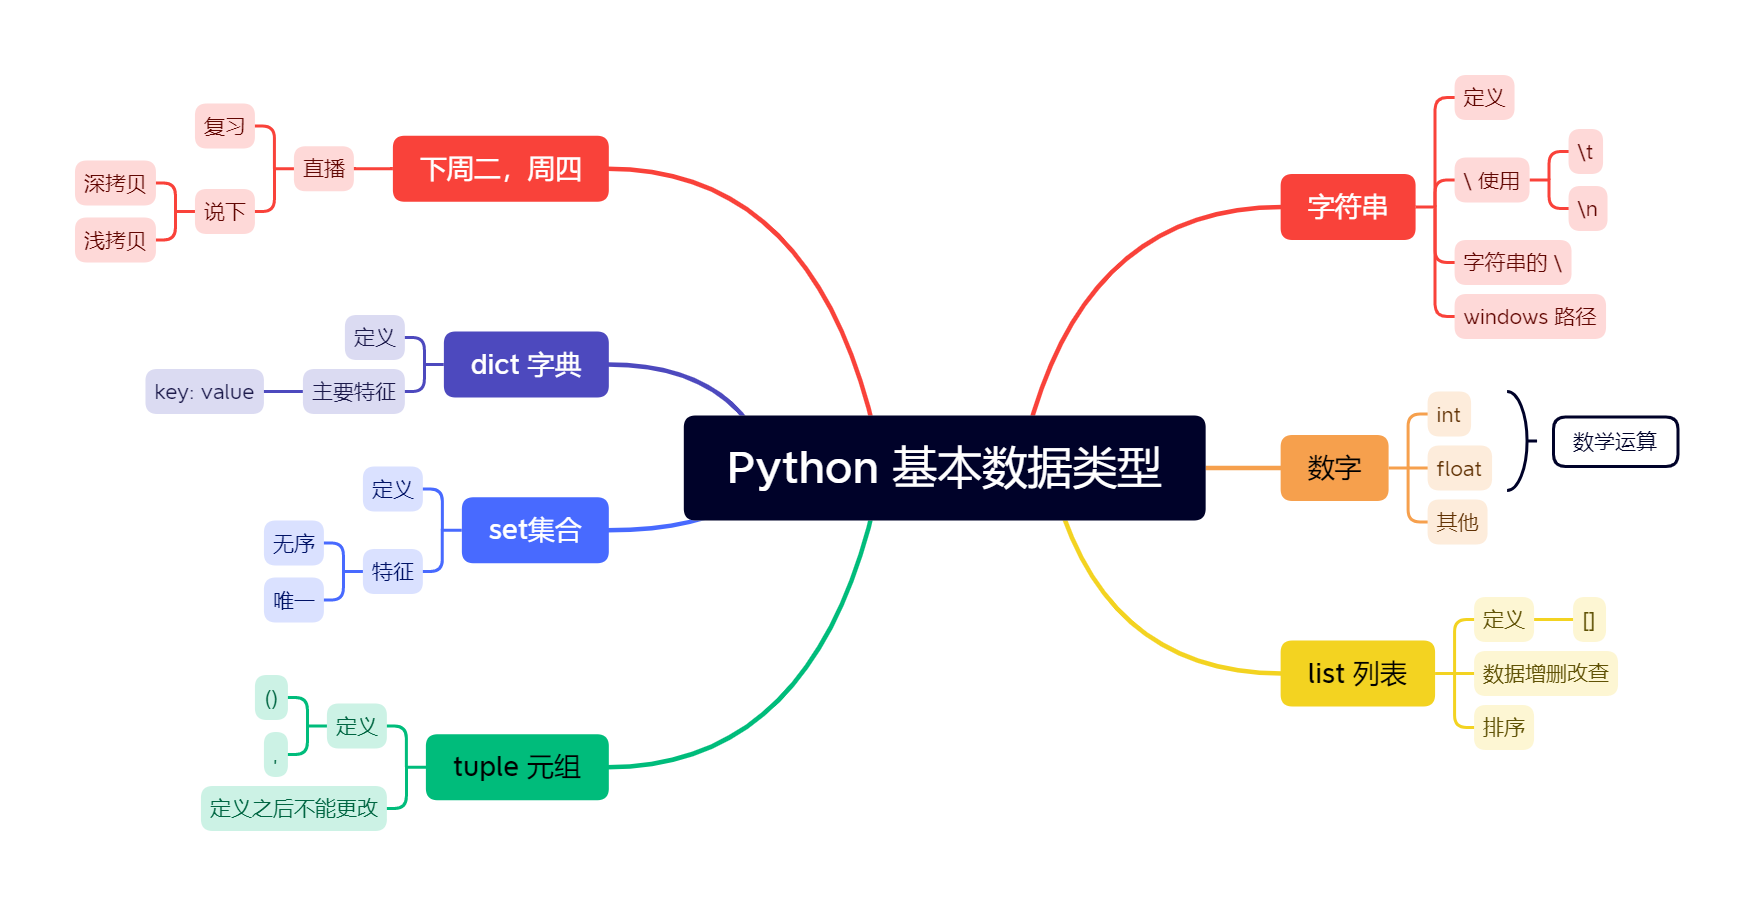 Python 基本数据类型
字符串
定义
\ 使用
\t
\n
字符串的 \
windows 路径
数字
int
float
其他
数学运算
list 列表
定义
[]
数据增删改查
排序
tuple 元组
定义
()
,
定义之后不能更改
set集合
定义
特征
无序
唯一
dict 字典
定义
主要特征
key: value
下周二，周四
直播
复习
说下
深拷贝
浅拷贝